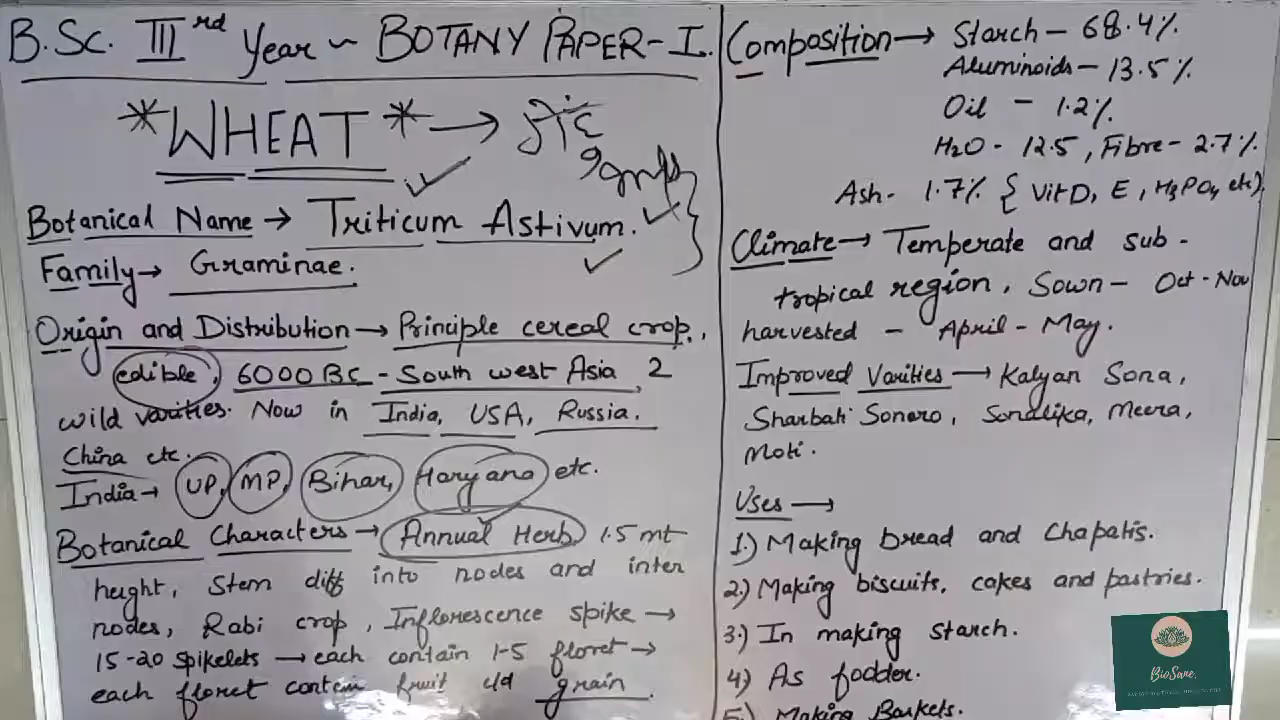 B.Sc. IIIrd Year ~ BOTANY PAPER-I.
*WHEAT* →
Botanical Name → Triticum Astivum.
Family → Graminae.
Origin and Distribution → Principle cereal crop,
edible, 6000 BC - South west Asia, 2
wild varities. Now in India, USA, Russia.
China etc.
India → UP, MP, Bihar, Haryana etc.
Botanical Characters → Annual Herb, 1.5 mt
height, Stem diff into nodes and inter
nodes, Rabi crop, Inflorescence spike →
15-20 spikelets → each contain 1-5 floret →
each floret contain fruit c/d grain.
Composition → Starch - 68.4%
Aluminoids - 13.5%
Oil - 1.2%
H2O - 12.5, Fibre - 2.7%
Ash - 1.7% { Vit D, E, H3PO4, etc}
Climate → Temperate and sub-
tropical region, Sown - Oct-Nov
harvested - April - May.
Improved Varities → Kalyan Sona,
Sharbati Sonaro, Sonalika, Meera,
Moti.
Uses →
1.) Making bread and Chapatis.
2.) Making biscuits, cakes and pastries.
3.) In making starch.
4.) As fodder.
5.) Making Baskets.
BioSane.